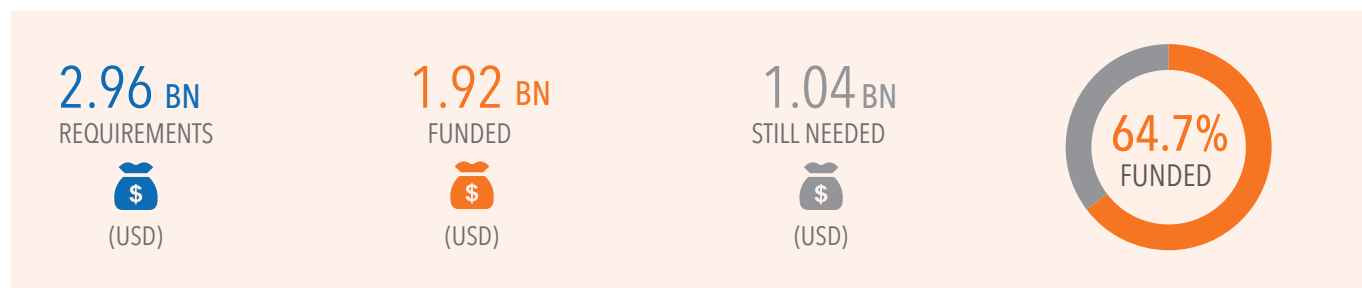 2.96 BN
REQUIREMENTS
$
(USD)
1.92 BN
FUNDED
$
(USD)
1.04 BN
STILL NEEDED
$
(USD)
64.7%
FUNDED